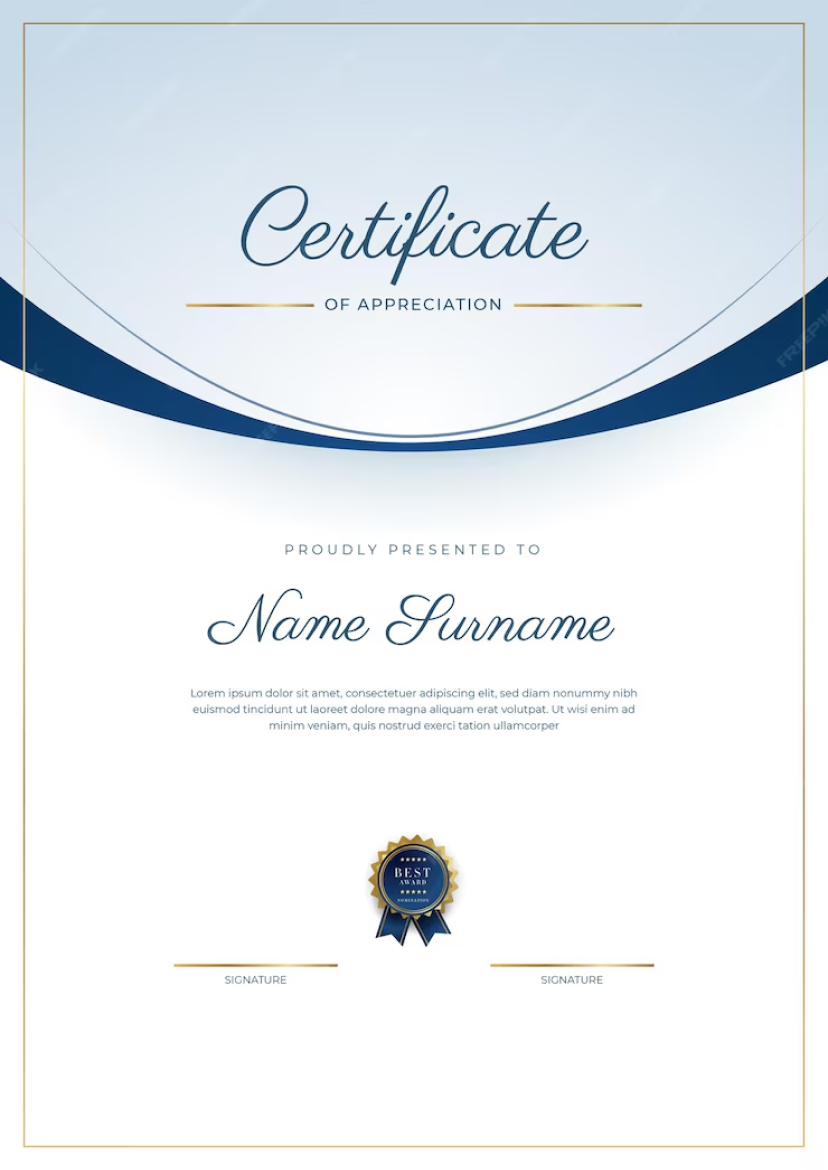 Certificate
OF APPRECIATION
PROUDLY PRESENTED TO
Name Surname
Lorem ipsum dolor sit amet, consectetuer adipiscing elit, sed diam nonummy nibh
euismod tincidunt ut laoreet dolore magna aliquam erat volutpat. Ut wisi enim ad
minim veniam, quis nostrud exerci tation ullamcorper
BEST
AWARD
NOMINATION
SIGNATURE
SIGNATURE